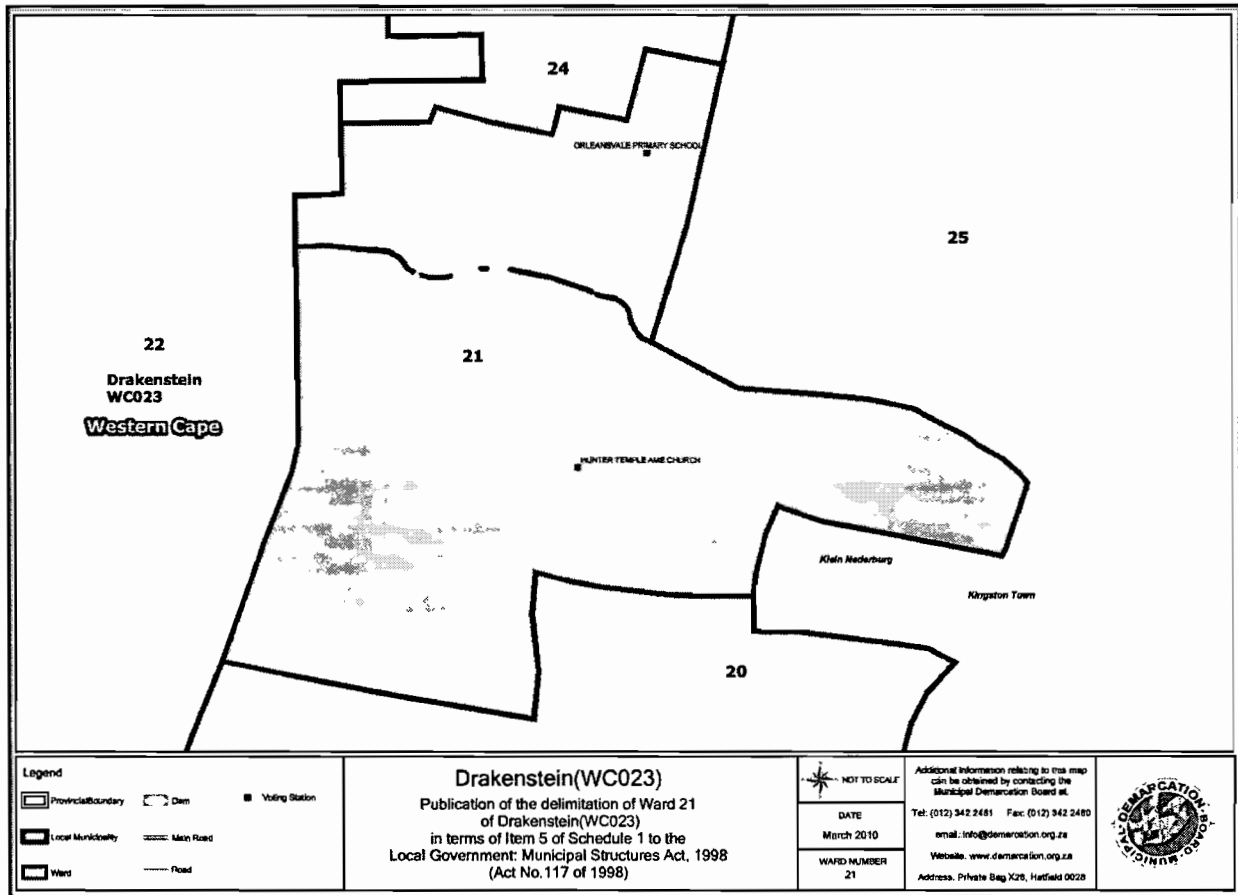 24
ORLEANSVALE PRIMARY SCHOOL
25
22
21
Drakenstein
WC023
Western Cape
HUNTER TEMPLE AME CHURCH
Klein Nederburg
Kingston Town
20
Legend
ProvincialBoundary
Dam
Voting Station
Local Municipality
Main Road
Ward
Road
Drakenstein(WC023)
Publication of the delimitation of Ward 21
of Drakenstein(WC023)
in terms of Item 5 of Schedule 1 to the
Local Government: Municipal Structures Act, 1998
(Act No.117 of 1998)
NOT TO SCALE
DATE
March 2010
WARD NUMBER
21
Additional information relating to this map
can be obtained by contacting the
Municipal Demarcation Board at.
Tel: (012) 342 2481 Fax: (012) 342 2480
email: info@demarcation.org.za
Website. www.demarcation.org.za
Address. Private Bag X28, Hatfield 0028
MUNICIPAL DEMARCATION BOARD